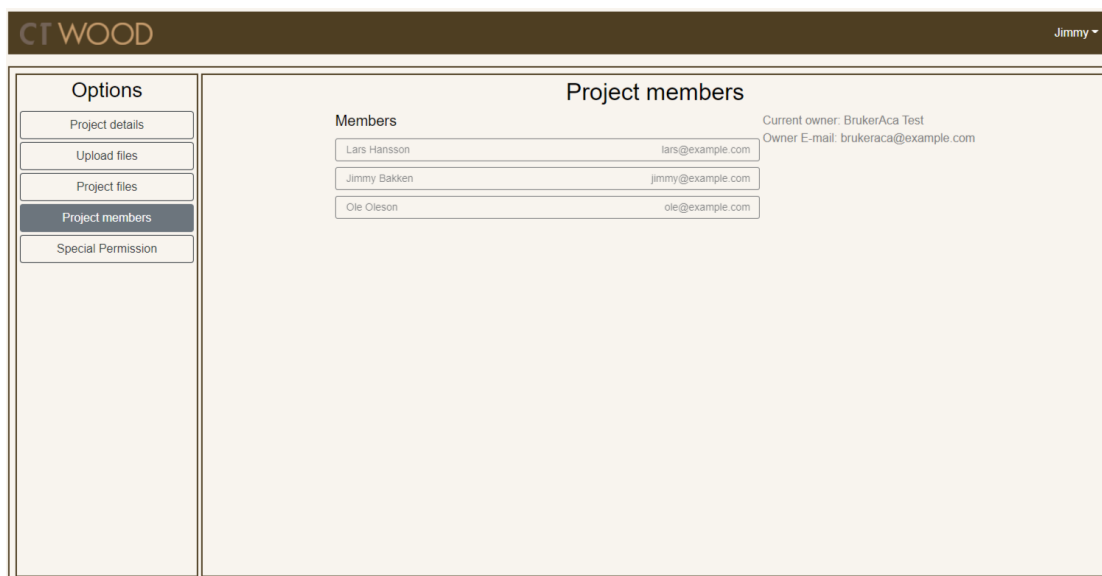 CT WOOD
Jimmy
Options
Project details
Upload files
Project files
Project members
Special Permission
Project members
Members
Lars Hansson lars@example.com
Jimmy Bakken jimmy@example.com
Ole Oleson ole@example.com
Current owner: BrukerAca Test
Owner E-mail: brukeraca@example.com